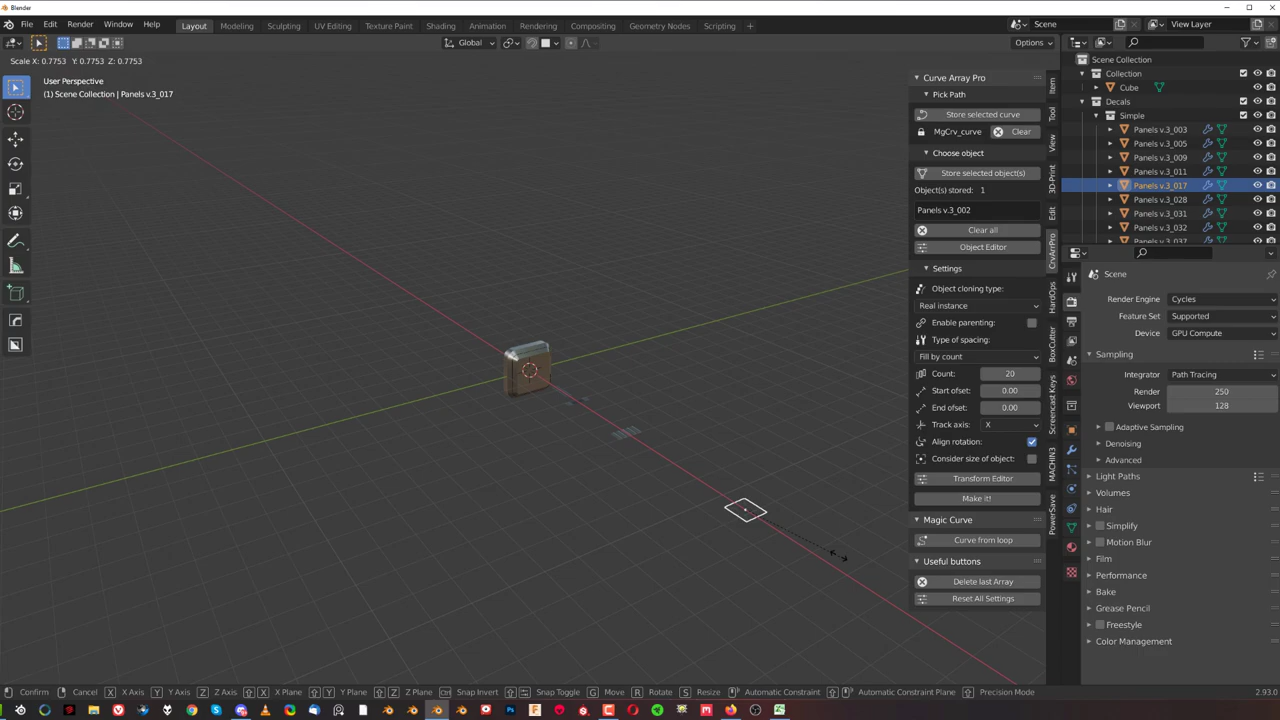 Blender
File Edit Render Window Help Layout Modeling Sculpting UV Editing Texture Paint Shading Animation Rendering Compositing Geometry Nodes Scripting + Scene View Layer
Global Options
Scale X: 0.7753 Y: 0.7753 Z: 0.7753
User Perspective
(1) Scene Collection | Panels v.3_017
Curve Array Pro
Pick Path
Store selected curve
MgCrv_curve Clear
Choose object
Store selected object(s)
Object(s) stored: 1
Panels v.3_002
Clear all
Object Editor
Settings
Object cloning type:
Real instance
Enable parenting:
Type of spacing:
Fill by count
Count: 20
Start ofset: 0.00
End ofset: 0.00
Track axis: X
Align rotation:
Consider size of object:
Transform Editor
Make it!
Magic Curve
Curve from loop
Useful buttons
Delete last Array
Reset All Settings
Item
Tool
View
3D-Print
Edit
CrvArrPro
HardOps
BoxCutter
Screencast Keys
MACHIN3
PowerSave
Scene Collection
Collection
Cube
Decals
Simple
Panels v.3_003
Panels v.3_005
Panels v.3_009
Panels v.3_011
Panels v.3_017
Panels v.3_028
Panels v.3_031
Panels v.3_032
Panels v.3_037
Scene
Render Engine Cycles
Feature Set Supported
Device GPU Compute
Sampling
Integrator Path Tracing
Render 250
Viewport 128
Adaptive Sampling
Denoising
Advanced
Light Paths
Volumes
Hair
Simplify
Motion Blur
Film
Performance
Bake
Grease Pencil
Freestyle
Color Management
Confirm Cancel X X Axis Y Y Axis Z Z Axis X X Plane Y Y Plane Z Z Plane Ctrl Snap Invert Snap Toggle G Move R Rotate S Resize Automatic Constraint Automatic Constraint Plane Precision Mode 2.93.0